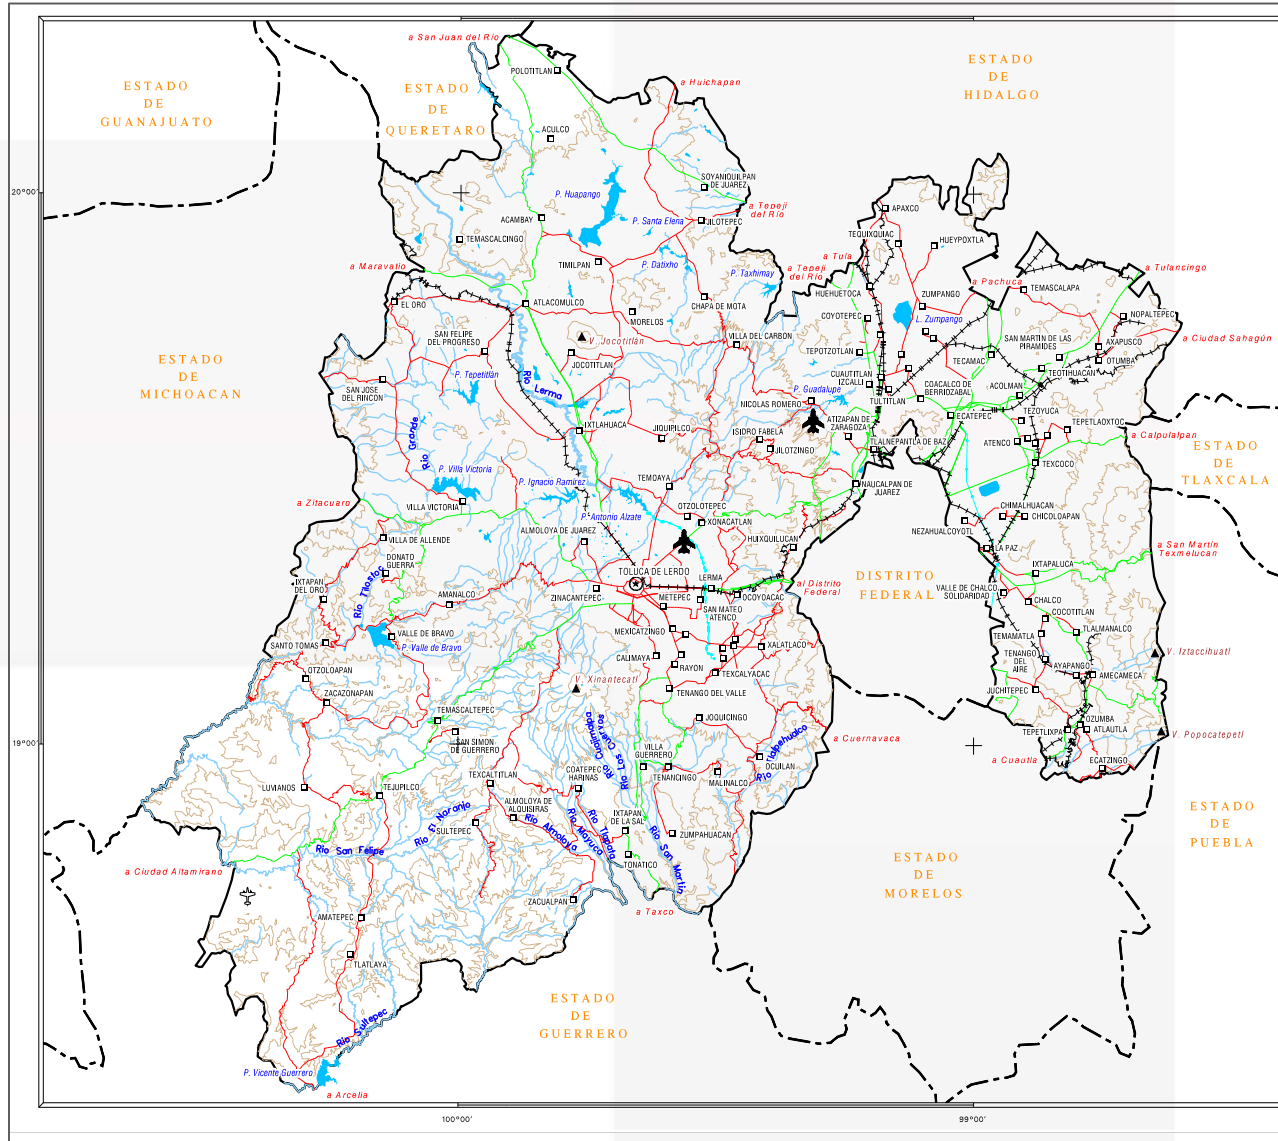 a San Juan del Río
POLOTITLAN
a Huichapan
ESTADO
DE
HIDALGO
ESTADO
DE
GUANAJUATO
ESTADO
DE
QUERETARO
ACULCO
SOYANIQUILPAN
DE JUAREZ
20°00'
P. Huapango
a Tepeji
del Río
ACAMBAY
P. Santa Elena
JILOTEPEC
APAXCO
TEMASCALCINGO
TEQUIXQUIAC
HUEYPOXTLA
a Maravatio
TIMILPAN
P. Datixho
P. Taxhimay
a Tula
a Tepeji
del Río
a Pachuca
a Tulancingo
EL ORO
ATLACOMULCO
CHAPA DE MOTA
HUEHUETOCA
ZUMPANGO
TEMASCALAPA
MORELOS
COYOTEPEC
L. Zumpango
NOPALTEPEC
SAN FELIPE
DEL PROGRESO
V. Jocotitlán
VILLA DEL CARBON
SAN MARTIN DE LAS
PIRAMIDES
AXAPUSCO
a Ciudad Sahagún
JOCOTITLAN
TEPOTZOTLAN
TECAMAC
OTUMBA
TEOTIHUACAN
ESTADO
DE
MICHOACAN
P. Tepetitlán
Río Lerma
SAN JOSE
DEL RINCON
CUAUTITLAN
IZCALLI
COACALCO DE
BERRIOZABAL
ACOLMAN
P. Guadalupe
NICOLAS ROMERO
TULTITLAN
ECATEPEC
TEZOYUCA
Río Grande
IXTLAHUACA
JIQUIPILCO
ISIDRO FABELA
ATIZAPAN DE
ZARAGOZA
TEPETLAOXTOC
a Calpulalpan
JILOTZINGO
TLALNEPANTLA DE BAZ
ATENCO
TEXCOCO
ESTADO
DE
TLAXCALA
P. Villa Victoria
P. Ignacio Ramírez
TEMOAYA
NAUCALPAN DE
JUAREZ
a Zitacuaro
VILLA VICTORIA
P. Antonio Alzate
OTZOLOTEPEC
XONACATLAN
CHIMALHUACAN
CHICOLOAPAN
NEZAHUALCOYOTL
VILLA DE ALLENDE
ALMOLOYA DE JUAREZ
HUIXQUILUCAN
LA PAZ
a San Martín
Texmelucan
DONATO
GUERRA
IXTAPAN
DEL ORO
Río Tilostoc
TOLUCA DE LERDO
LERMA
al Distrito
Federal
DISTRITO
FEDERAL
IXTAPALUCA
AMANALCO
ZINACANTEPEC
METEPEC
OCOYOACAC
VALLE DE CHALCO
SOLIDARIDAD
CHALCO
SAN MATEO
ATENCO
COCOTITLAN
SANTO TOMAS
VALLE DE BRAVO
P. Valle de Bravo
MEXICATZINGO
XALATLACO
TEMAMATLA
TLALMANALCO
CALIMAYA
RAYON
TEXCALYACAC
TENANGO
DEL
AIRE
AYAPANGO
V. Iztaccihuatl
OTZOLOAPAN
V. Xinantecatl
TENANGO DEL VALLE
JUCHITEPEC
AMECAMECA
ZACAZONAPAN
TEMASCALTEPEC
JOQUICINGO
Río Tlalpehualco
a Cuernavaca
OZUMBA
TEPETLIXPA
ATLAUTLA
V. Popocatepetl
19°00'
SAN SIMON
DE GUERRERO
Río Cualmulapa
Río Los Cuervos
VILLA
GUERRERO
a Cuautla
ECATZINGO
LUVIANOS
TEJUPILCO
TEXCALTITLAN
COATEPEC
HARINAS
TENANCINGO
MALINALCO
OCUILAN
ALMOLOYA DE
ALQUISIRAS
Río El Naranjo
SULTEPEC
Río Almoloya
Río Mayuco
Río Tlapala
IXTAPAN
DE LA SAL
ZUMPAHUACAN
ESTADO
DE
PUEBLA
Río San Felipe
TONATICO
Río San Martín
ESTADO
DE
MORELOS
a Ciudad Altamirano
ZACUALPAN
a Taxco
AMATEPEC
TLATLAYA
ESTADO
DE
GUERRERO
Río Sultepec
P. Vicente Guerrero
a Arcelia
100°00'
99°00'